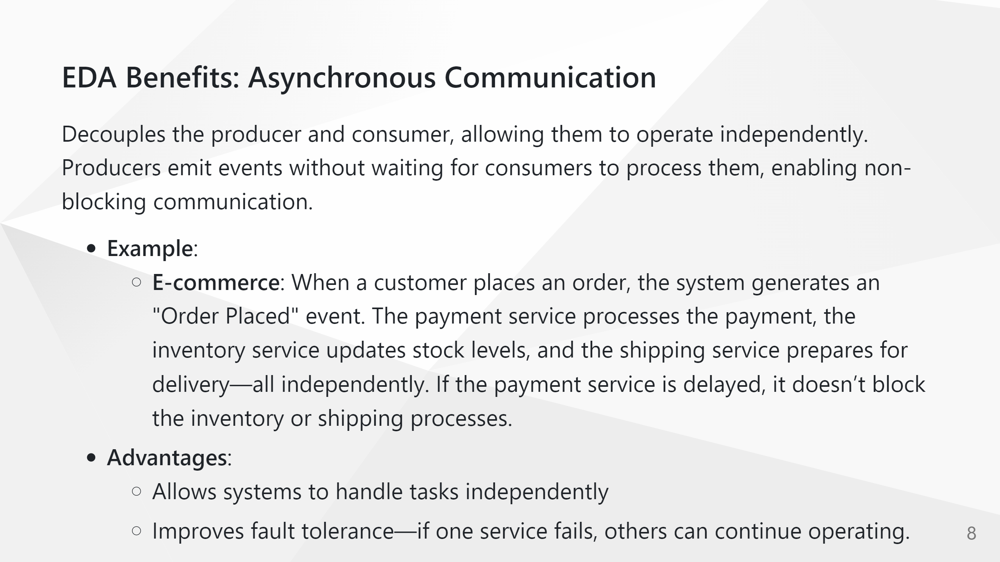 EDA Benefits: Asynchronous Communication
Decouples the producer and consumer, allowing them to operate independently.
Producers emit events without waiting for consumers to process them, enabling non-
blocking communication.
● Example:
○ E-commerce: When a customer places an order, the system generates an
"Order Placed" event. The payment service processes the payment, the
inventory service updates stock levels, and the shipping service prepares for
delivery—all independently. If the payment service is delayed, it doesn’t block
the inventory or shipping processes.
● Advantages:
○ Allows systems to handle tasks independently
○ Improves fault tolerance—if one service fails, others can continue operating.
8